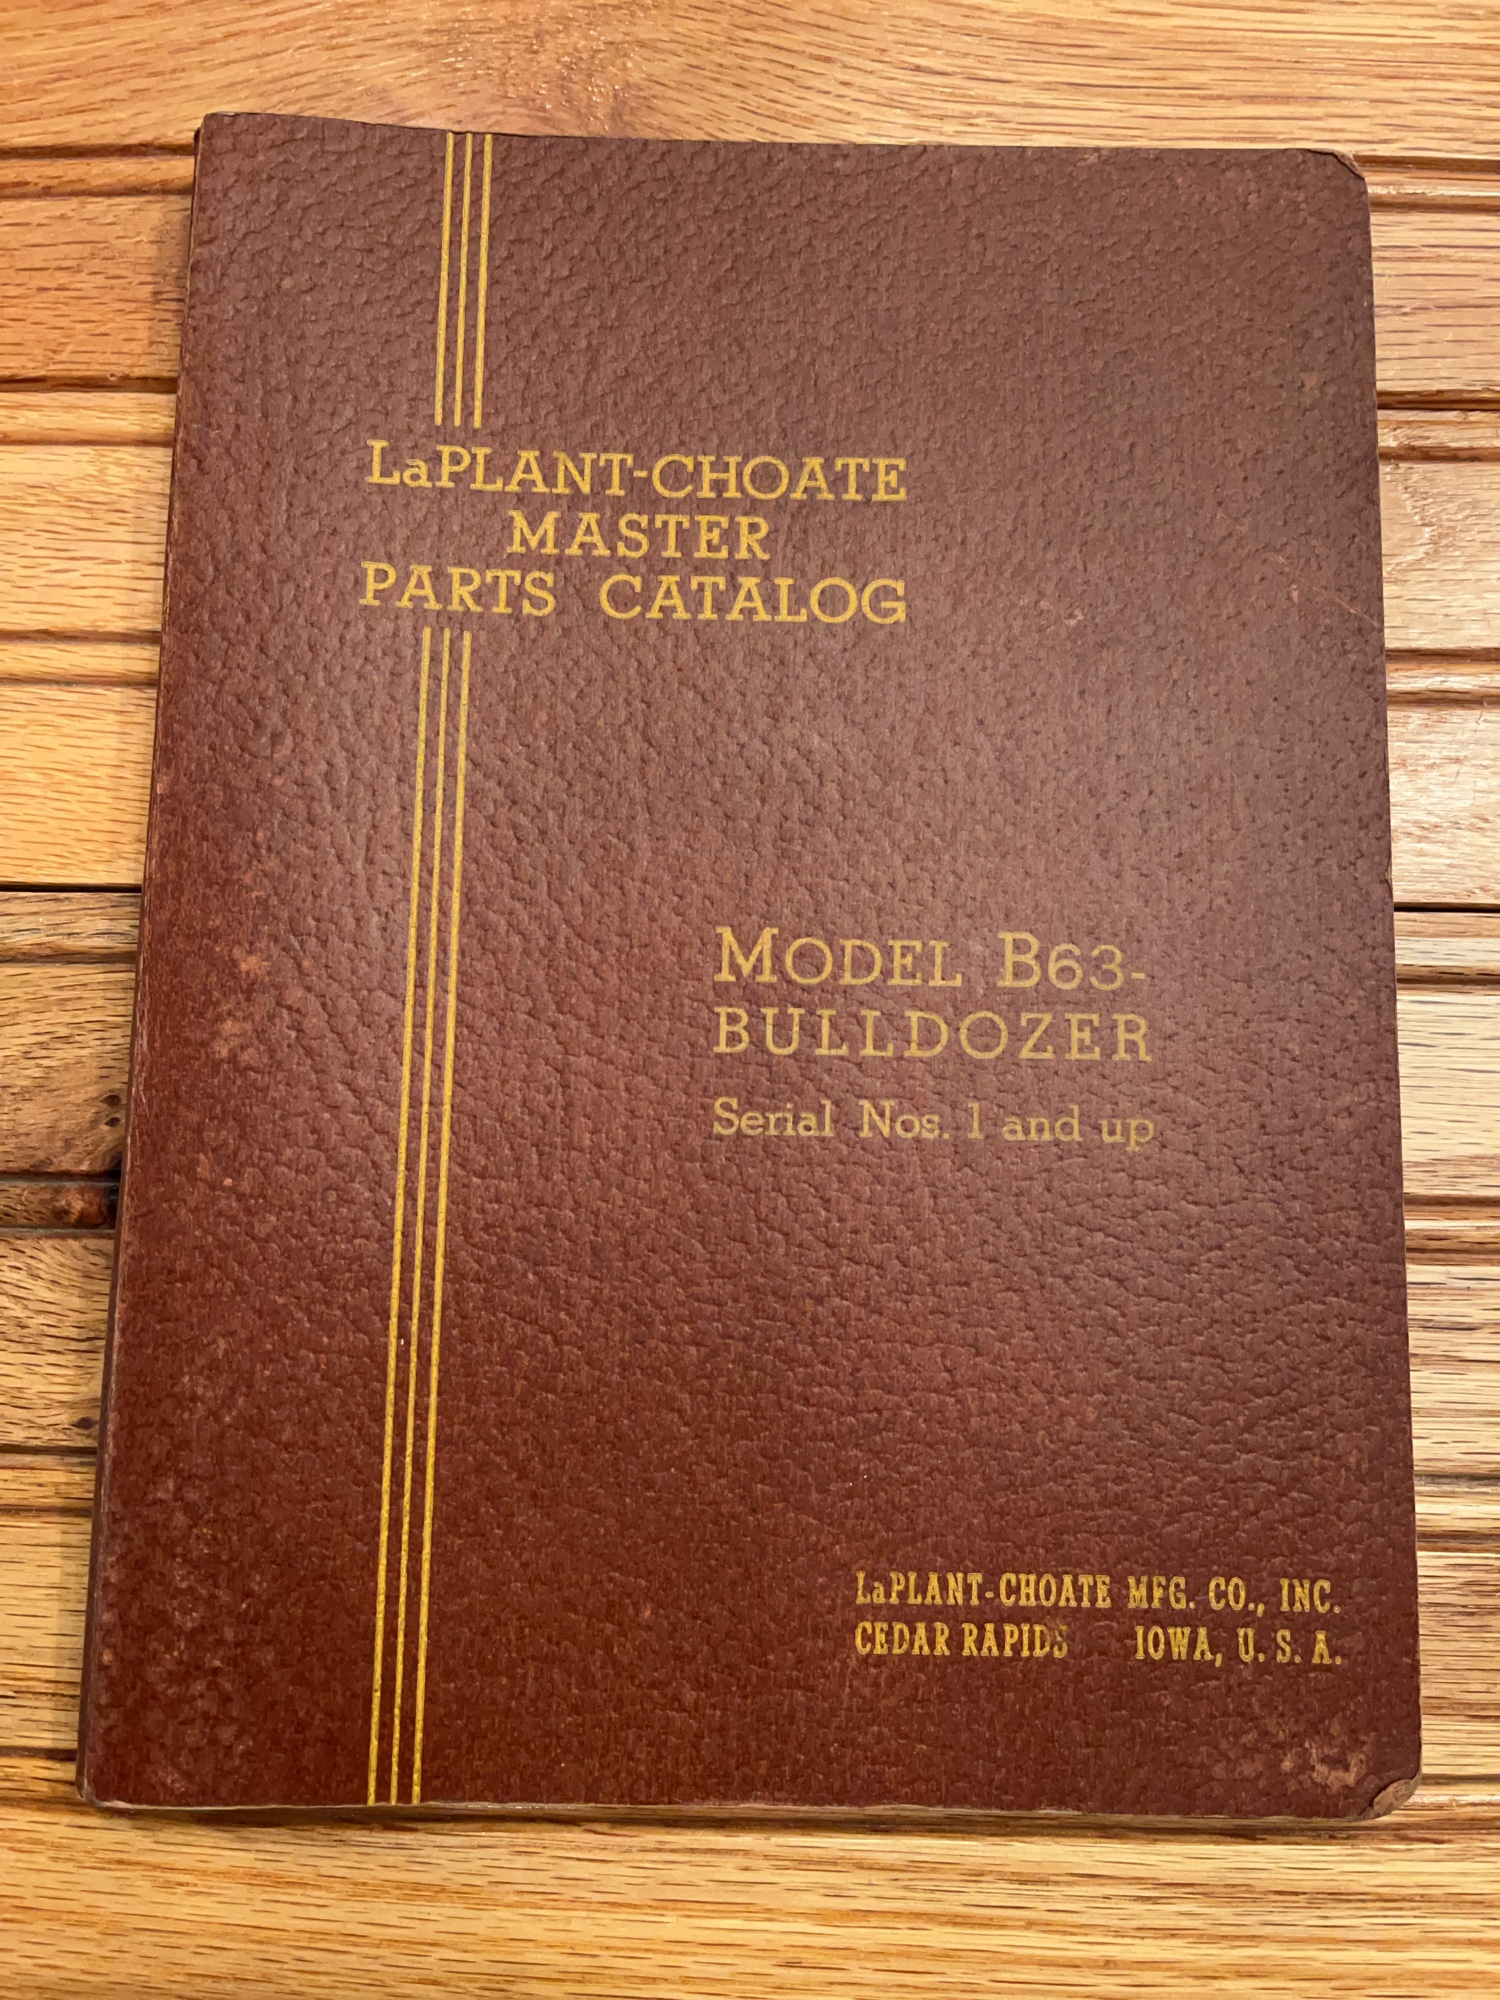 LaPLANT-CHOATE
MASTER
PARTS CATALOG
MODEL B63-
BULLDOZER
Serial Nos. 1 and up
LaPLANT-CHOATE MFG. CO., INC.
CEDAR RAPIDS IOWA, U. S. A.